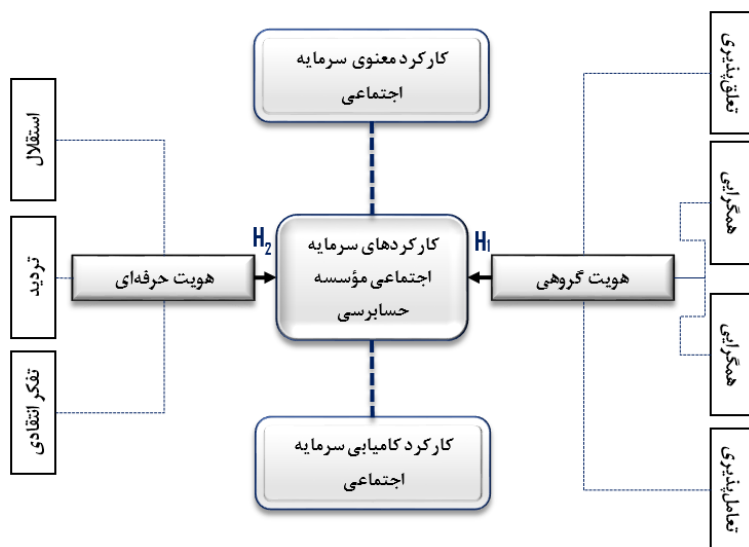 کارکرد معنوی سرمایه
اجتماعی
تعلق‌پذیری
همگرایی
همگرایی
تعامل‌پذیری
هویت گروهی
H1
کارکردهای سرمایه
اجتماعی مؤسسه
حسابرسی
H2
هویت حرفه‌ای
استقلال
تردید
تفکر انتقادی
کارکرد کامیابی سرمایه
اجتماعی